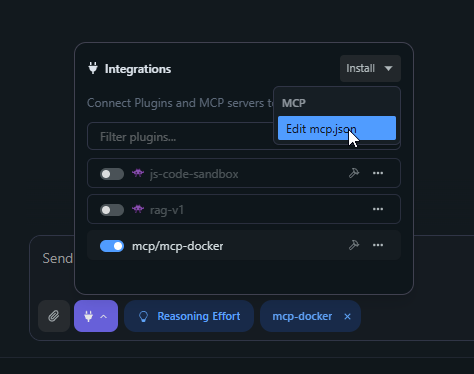 Integrations
Install
Connect Plugins and MCP servers to
MCP
Edit mcp.json
Filter plugins...
js-code-sandbox
rag-v1
mcp/mcp-docker
Send
Reasoning Effort
mcp-docker